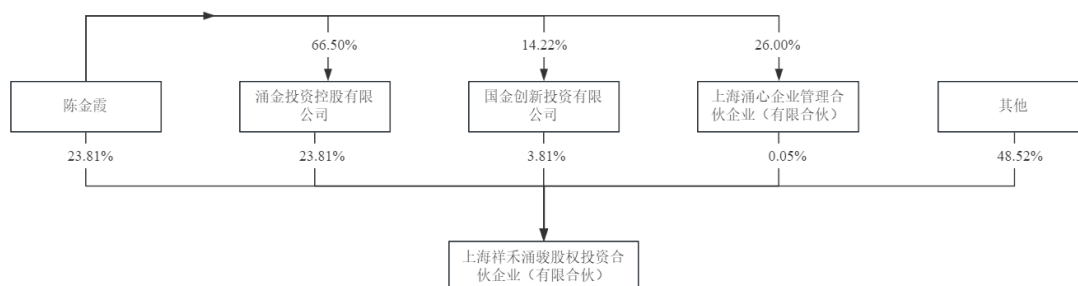 66.50%
14.22%
26.00%
陈金霞
涌金投资控股有限
公司
国金创新投资有限
公司
上海涌心企业管理合
伙企业（有限合伙）
其他
23.81%
23.81%
3.81%
0.05%
48.52%
上海祥禾涌骏股权投资合
伙企业（有限合伙）